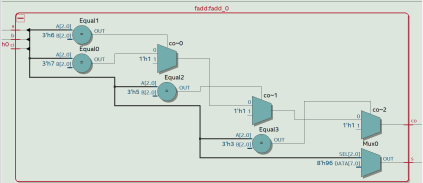 fadd:fadd_0
Equal1
A[2..0]
3'h6 B[2..0] OUT
h0
Equal0
co~0
A[2..0]
3'h7 B[2..0] OUT
0
1'h1 1
Equal2
A[2..0]
3'h5 B[2..0] OUT
co~1
0
1'h1 1
co~2
Equal3
0
1'h1 1
A[2..0]
3'h3 B[2..0] OUT
Mux0
SEL[2..0]
8'h96 DATA[7..0] OUT